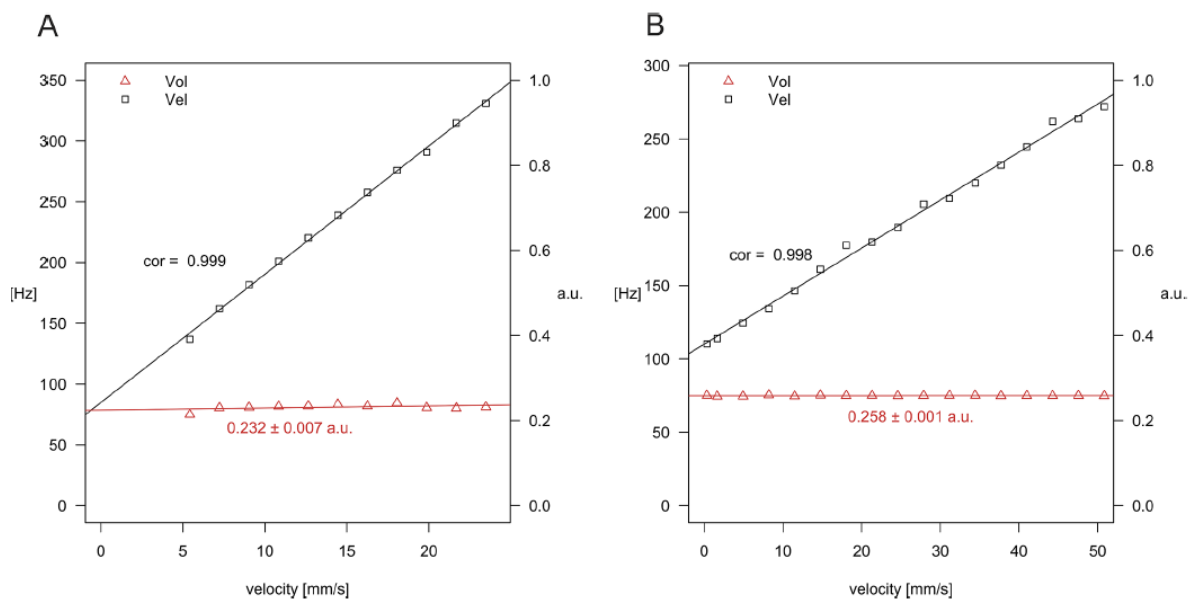 A
Vol
Vel
350
300
250
200
150
100
50
0
[Hz]
1.0
0.8
0.6
0.4
0.2
0.0
a.u.
cor = 0.999
0.232 ± 0.007 a.u.
0 5 10 15 20
velocity [mm/s]
B
Vol
Vel
300
250
200
150
100
50
0
[Hz]
1.0
0.8
0.6
0.4
0.2
0.0
a.u.
cor = 0.998
0.258 ± 0.001 a.u.
0 10 20 30 40 50
velocity [mm/s]